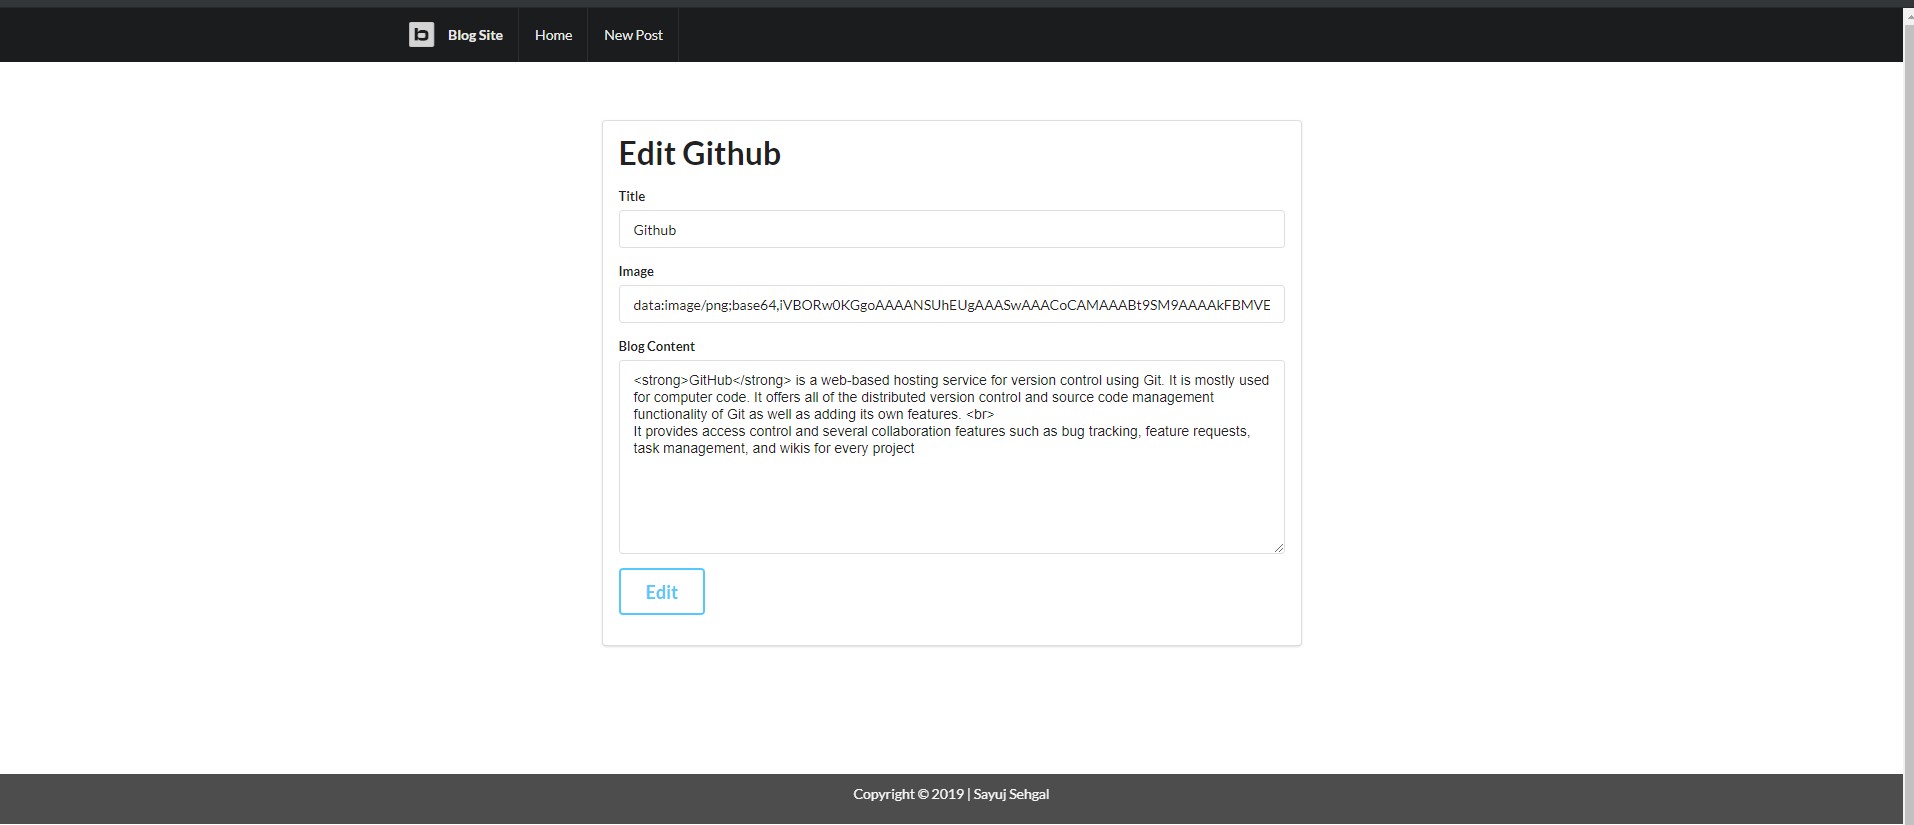 b Blog Site Home New Post
Edit Github
Title
Github
Image
data:image/png;base64,iVBORw0KGgoAAAANSUhEUgAAASwAAACoCAMAAABt9SM9AAAAkFBMVE
Blog Content
<strong>GitHub</strong> is a web-based hosting service for version control using Git. It is mostly used
for computer code. It offers all of the distributed version control and source code management
functionality of Git as well as adding its own features. <br>
It provides access control and several collaboration features such as bug tracking, feature requests,
task management, and wikis for every project
Edit
Copyright © 2019 | Sayuj Sehgal